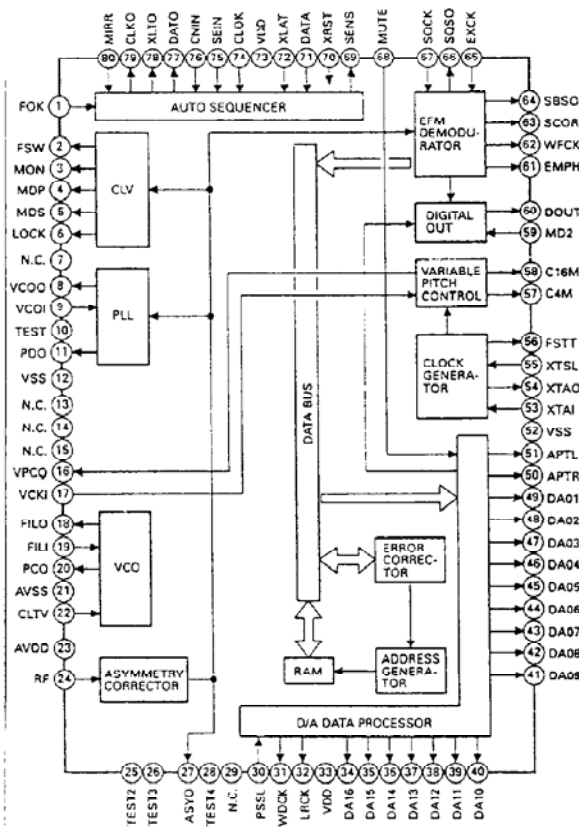 MIRR CLKO XLTO DATO CNIN SEIN CLOK VDD XLAT DATA XRST SENS MUTE SQCK SQSO EXCK
80 79 78 77 76 75 74 73 72 71 70 69 68 67 66 65
FOK 1
AUTO SEQUENCER
FSW 2
MON 3
MDP 4
MDS 5
LOCK 6
CLV
N.C. 7
VCOO 8
VCOI 9
TEST 10
PDO 11
PLL
VSS 12
N.C. 13
N.C. 14
N.C. 15
VPCO 16
VCKI 17
FILO 18
FILI 19
PCO 20
AVSS 21
CLTV 22
VCO
AVDD 23
RF 24
ASYMMETRY
CORRECTOR
DATA BUS
EFM
DEMODU-
RATOR
DIGITAL
OUT
VARIABLE
PITCH
CONTROL
CLOCK
GENERA-
TOR
ERROR
CORREC-
TOR
RAM
ADDRESS
GENERA-
TOR
D/A DATA PROCESSOR
64 SBSO
63 SCOR
62 WFCK
61 EMPH
60 DOUT
59 MD2
58 C16M
57 C4M
56 FSTT
55 XTSL
54 XTAO
53 XTAI
52 VSS
51 APTL
50 APTR
49 DA01
48 DA02
47 DA03
46 DA04
45 DA05
44 DA06
43 DA07
42 DA08
41 DA09
25 26 27 28 29 30 31 32 33 34 35 36 37 38 39 40
TEST2 TEST3 ASYO TEST4 N.C. PSSL WDCK LRCK VDD DA16 DA15 DA14 DA13 DA12 DA11 DA10